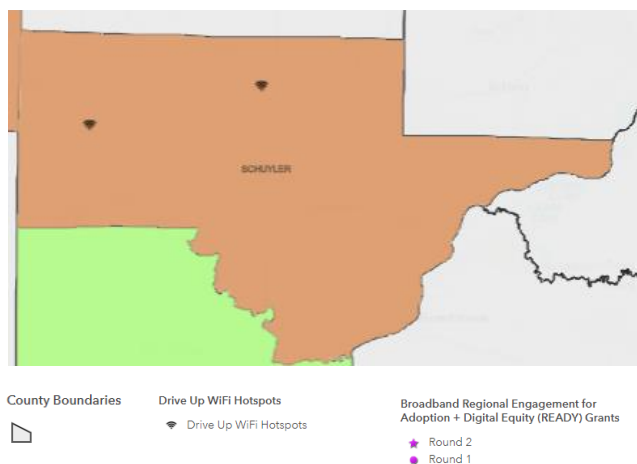 SCHUYLER
County Boundaries
Drive Up WiFi Hotspots
Drive Up WiFi Hotspots
Broadband Regional Engagement for
Adoption + Digital Equity (READY) Grants
Round 2
Round 1